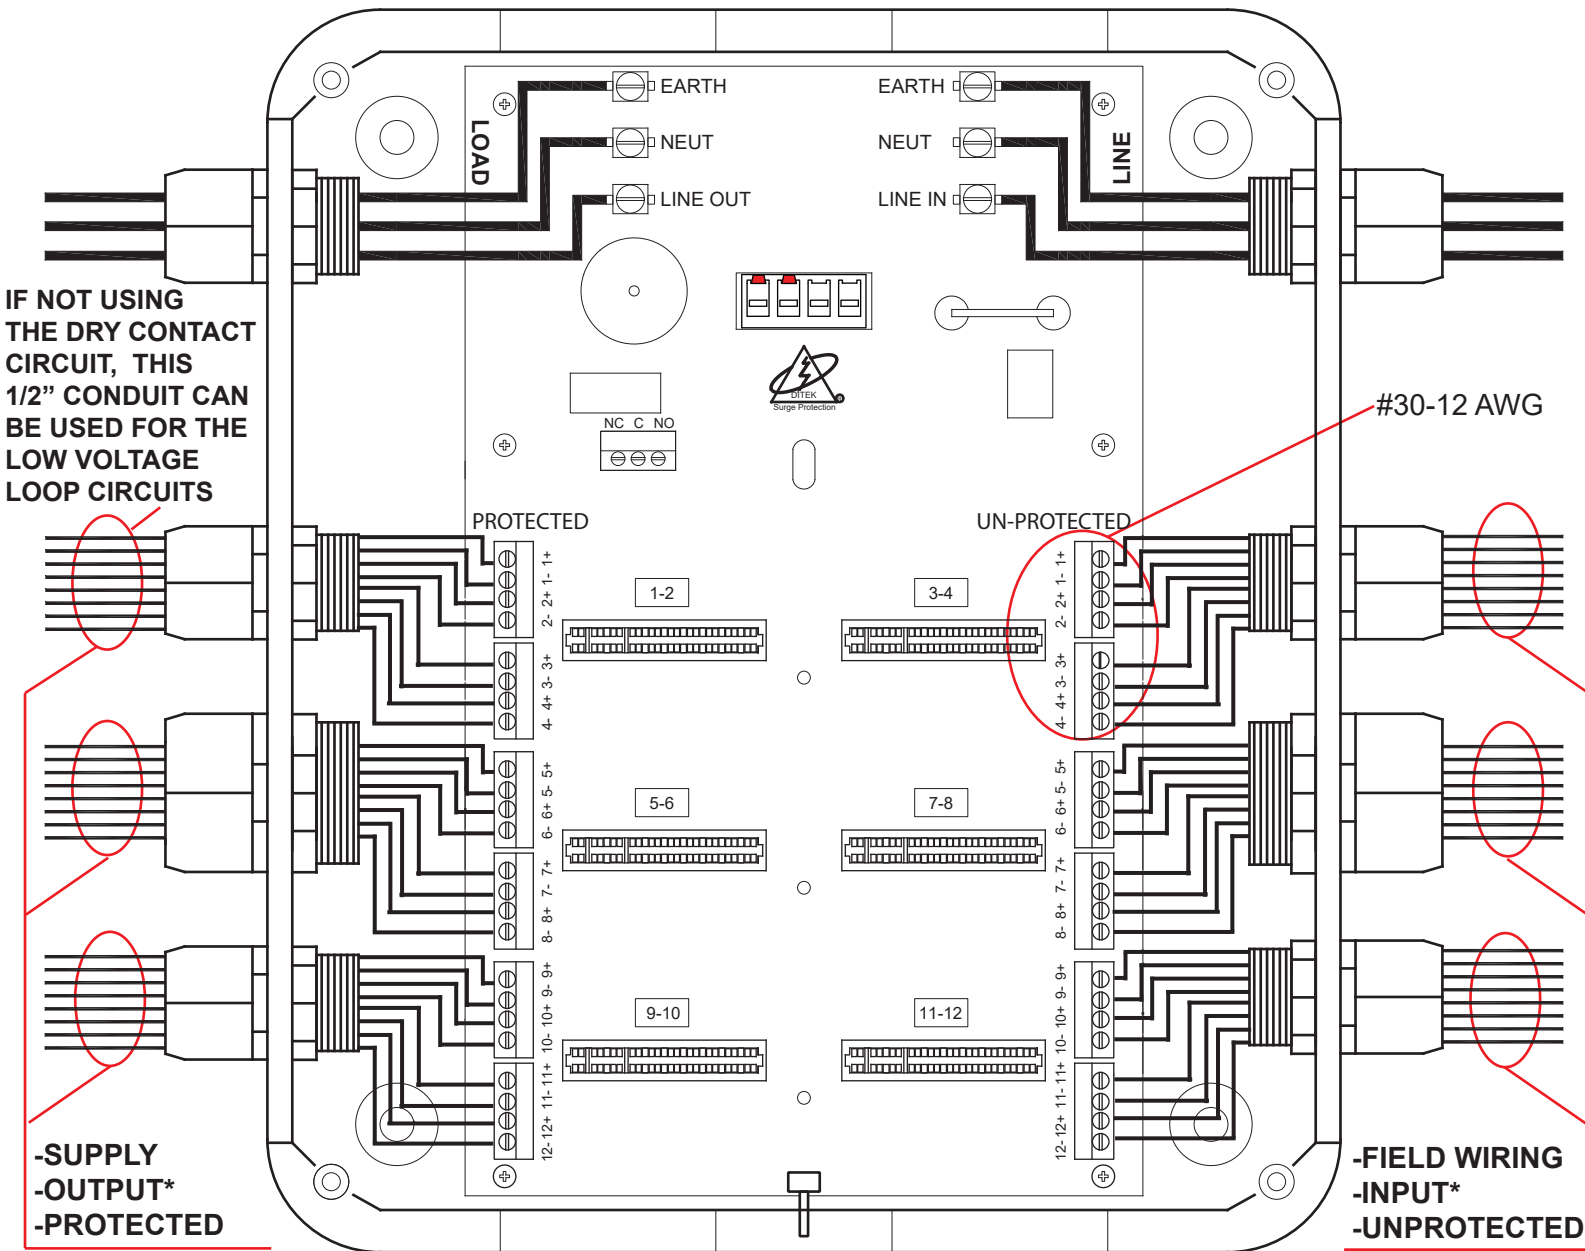 EARTH
EARTH
NEUT
NEUT
LINE OUT
LINE IN
LOAD
LINE
IF NOT USING
THE DRY CONTACT
CIRCUIT, THIS
1/2” CONDUIT CAN
BE USED FOR THE
LOW VOLTAGE
LOOP CIRCUITS
DITEK
Surge Protection
#30-12 AWG
NC C NO
PROTECTED
UN-PROTECTED
1+
1-
2+
2-
3+
3-
4+
4-
1-2
3-4
1+
1-
2+
2-
3+
3-
4+
4-
5+
5-
6+
6-
7+
7-
8+
8-
5-6
7-8
5+
5-
6+
6-
7+
7-
8+
8-
9+
9-
10+
10-
11+
11-
12+
12-
9-10
11-12
9+
9-
10+
10-
11+
11-
12+
12-
-SUPPLY
-OUTPUT*
-PROTECTED
-FIELD WIRING
-INPUT*
-UNPROTECTED